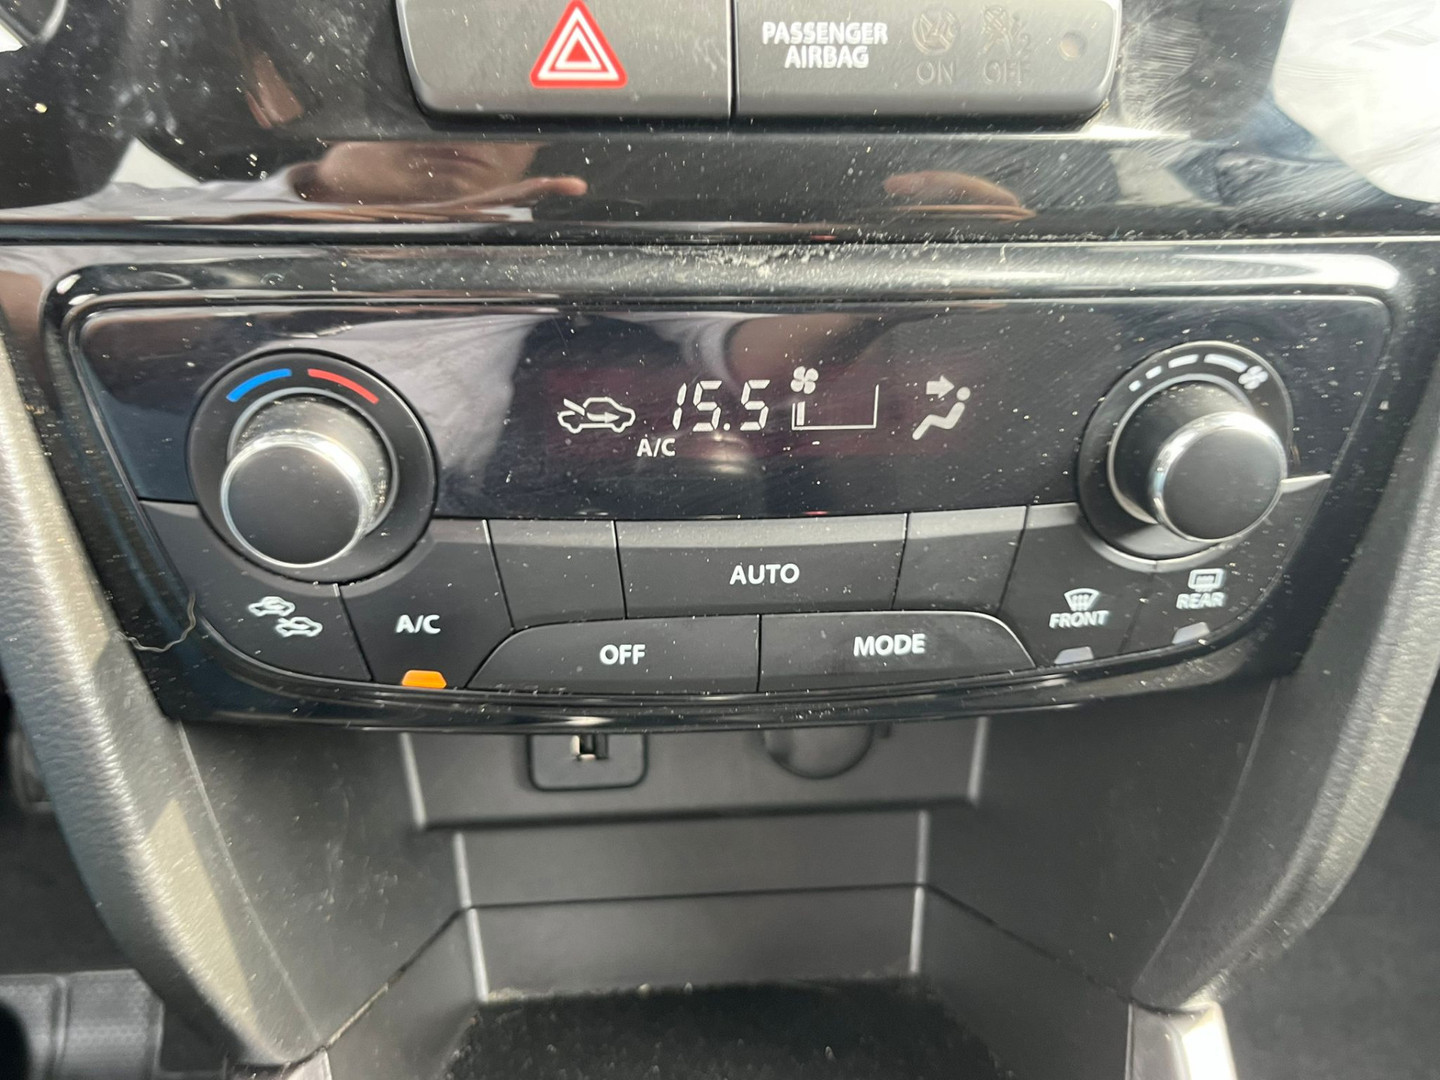 PASSENGER
AIRBAG
ON OFF
15.5
A/C
AUTO
A/C
OFF
MODE
FRONT
REAR